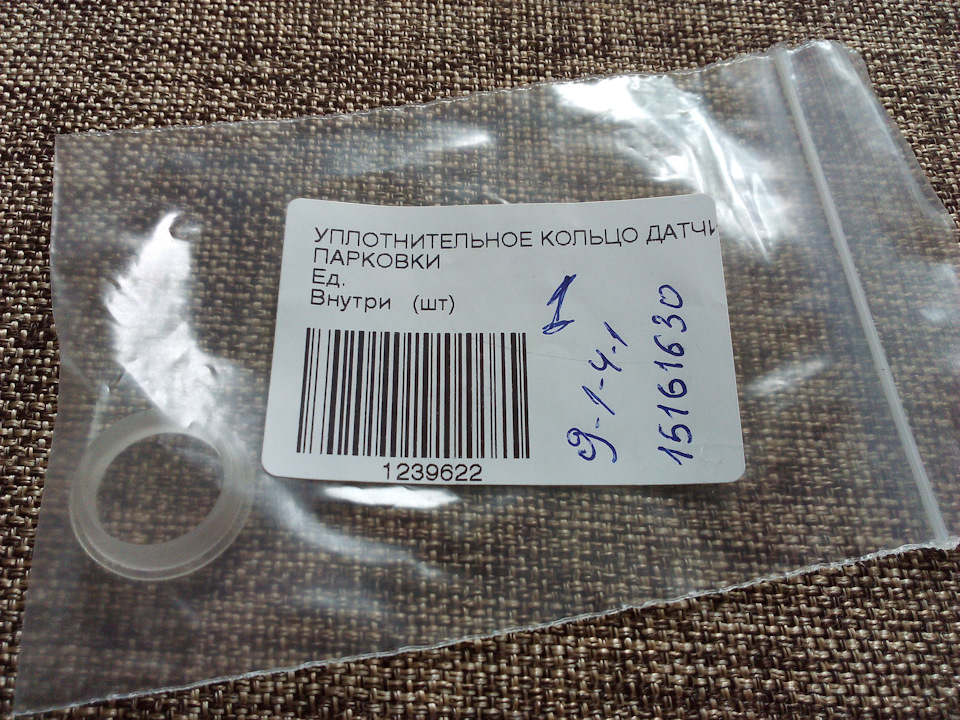 УПЛОТНИТЕЛЬНОЕ КОЛЬЦО ДАТЧИ
ПАРКОВКИ
Ед.
Внутри (шт)
1239622
1
9-1-4-1
15161630